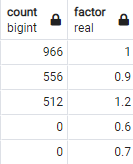 count factor
bigint real
966 1
556 0.9
512 1.2
0 0.6
0 0.7